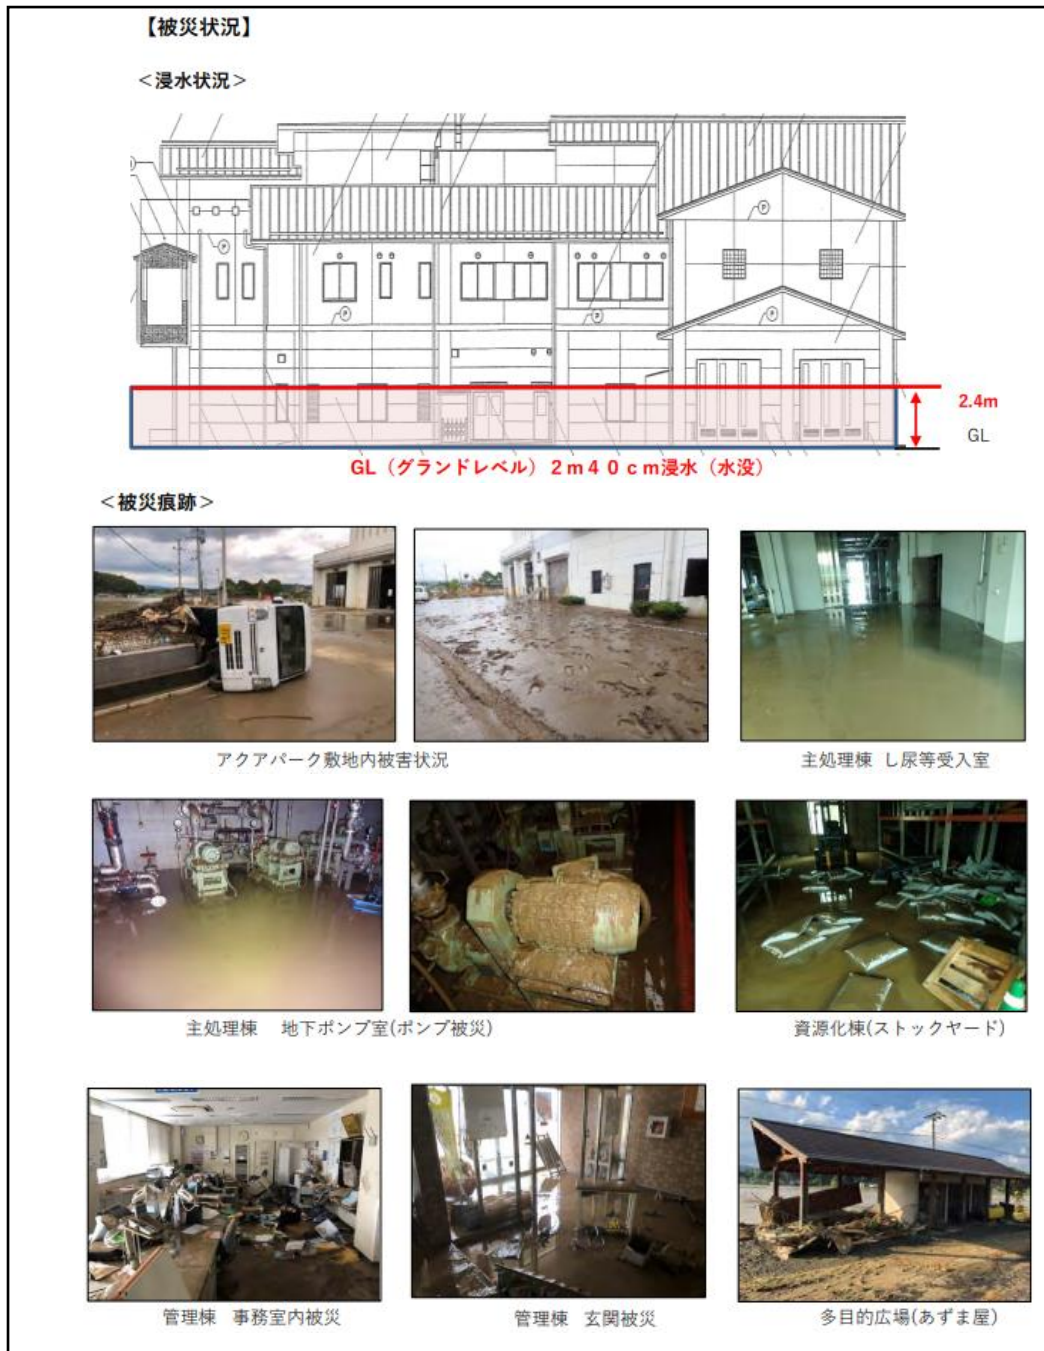 【被災状況】
＜浸水状況＞
2.4m
GL
GL（グランドレベル）２ｍ４０ｃｍ浸水（水没）
＜被災痕跡＞
アクアパーク敷地内被害状況
主処理棟 し尿等受入室
主処理棟　地下ポンプ室(ポンプ被災)
資源化棟(ストックヤード)
管理棟　事務室内被災
管理棟　玄関被災
多目的広場(あずま屋)